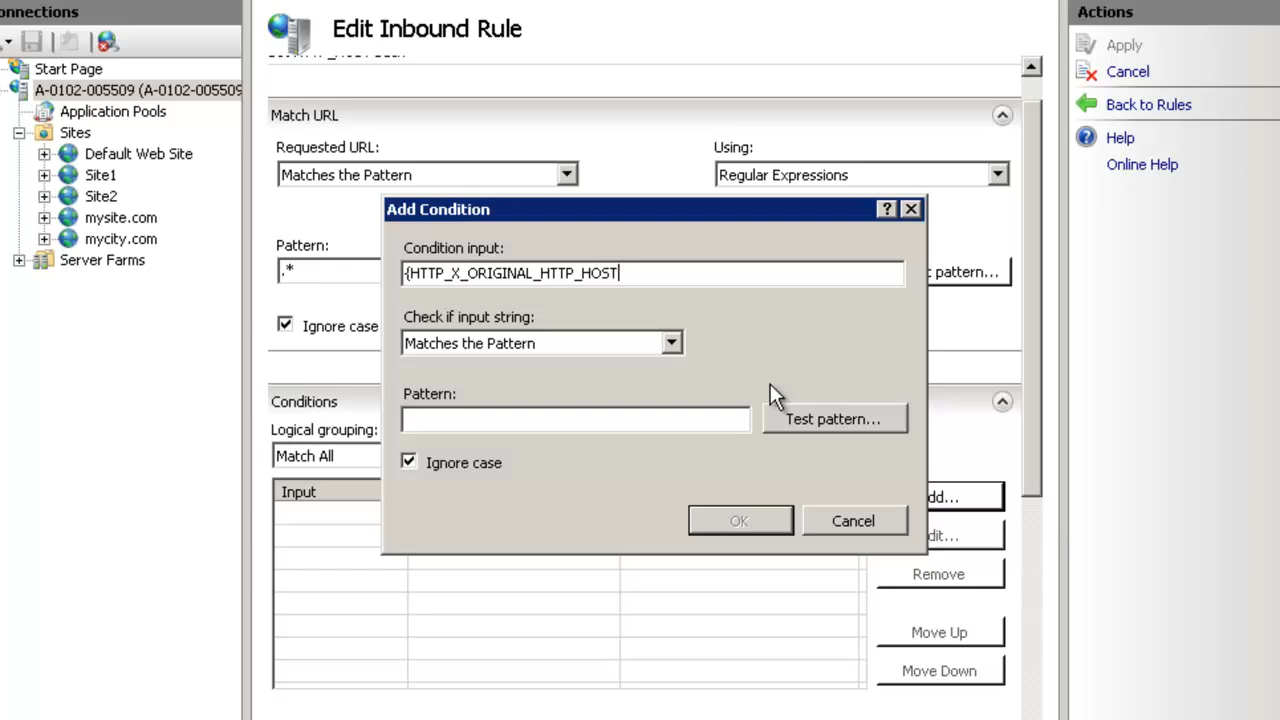 onnections
Start Page
A-0102-005509 (A-0102-005509
Application Pools
Sites
Default Web Site
Site1
Site2
mysite.com
mycity.com
Server Farms
Edit Inbound Rule
Match URL
Requested URL:
Using:
Matches the Pattern
Regular Expressions
Pattern:
.*
t pattern...
Ignore case
Add Condition
Condition input:
{HTTP_X_ORIGINAL_HTTP_HOST
Check if input string:
Matches the Pattern
Pattern:
Test pattern...
Ignore case
OK
Cancel
Conditions
Logical grouping:
Match All
Input
dd...
dit...
Remove
Move Up
Move Down
Actions
Apply
Cancel
Back to Rules
Help
Online Help